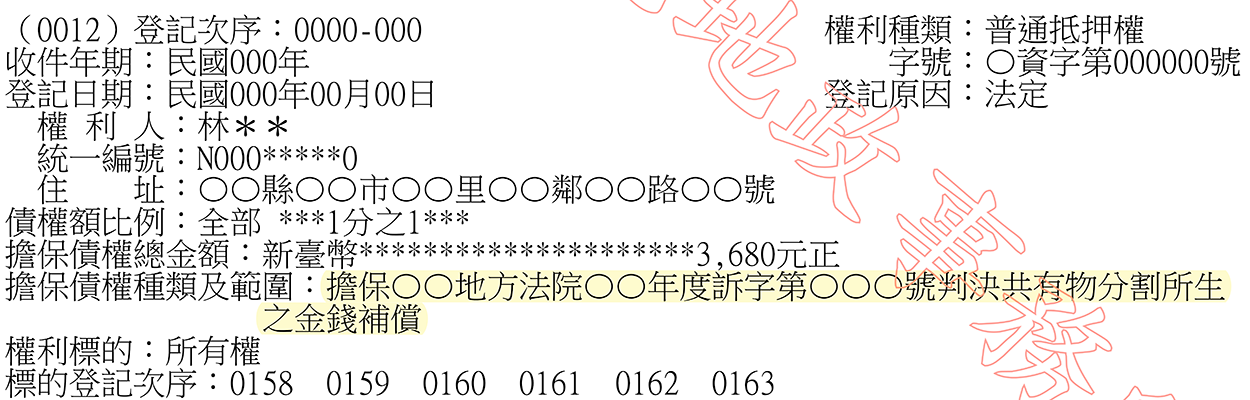 (0012)登記次序：0000-000 權利種類：普通抵押權
收件年期：民國000年 字號：○資字第000000號
登記日期：民國000年00月00日 登記原因：法定
權利人：林＊＊
統一編號：N000*****0
住址：○○縣○○市○○里○○鄰○○路○○號
債權額比例：全部 ***1分之1***
擔保債權總金額：新臺幣*********************3,680元正
擔保債權種類及範圍：擔保○○地方法院○○年度訴字第○○○號判決共有物分割所生
之金錢補償
權利標的：所有權
標的登記次序：0158 0159 0160 0161 0162 0163
地政事務